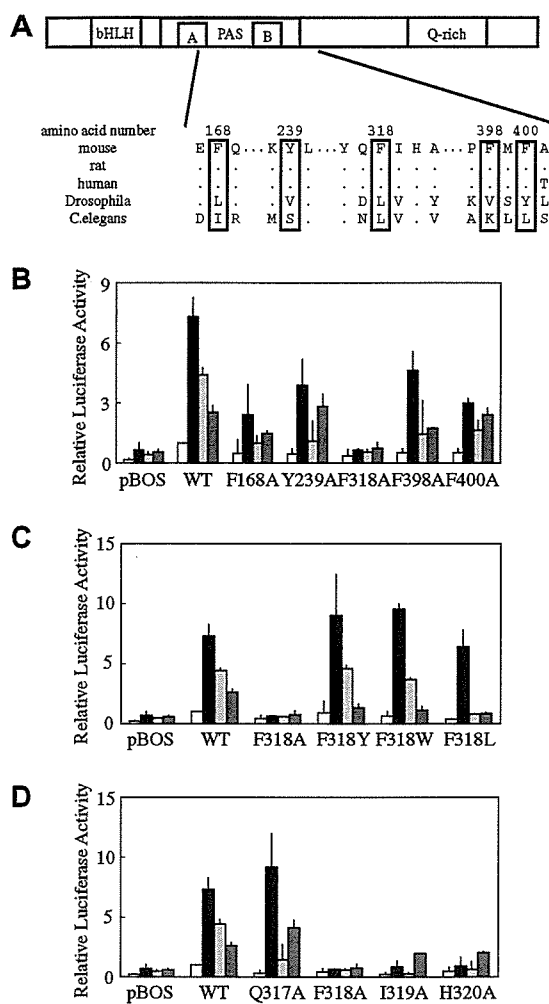 A
bHLH A PAS B Q-rich
amino acid number 168 239 318 398 400
mouse E F Q ... K Y L ... Y Q F I H A ... P F M F A
rat . . . . . . . . . . . . . . . . .
human . . . . . . . . . . . . . . . . T
Drosophila . L . . V . . D L V . Y K V S Y L
C.elegans D I R M S . . N L V . V A K L L S
B
Relative Luciferase Activity
9
6
3
0
pBOS WT F168A Y239A F318A F398A F400A
C
Relative Luciferase Activity
15
10
5
0
pBOS WT F318A F318Y F318W F318L
D
Relative Luciferase Activity
15
10
5
0
pBOS WT Q317A F318A I319A H320A